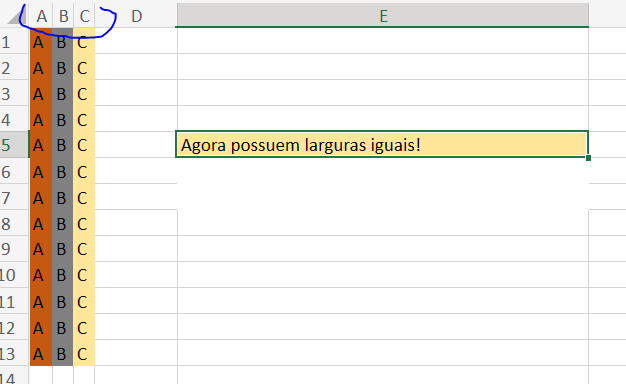 A B C D E
1 A B C
2 A B C
3 A B C
4 A B C
5 A B C Agora possuem larguras iguais!
6 A B C
7 A B C
8 A B C
9 A B C
10 A B C
11 A B C
12 A B C
13 A B C
14